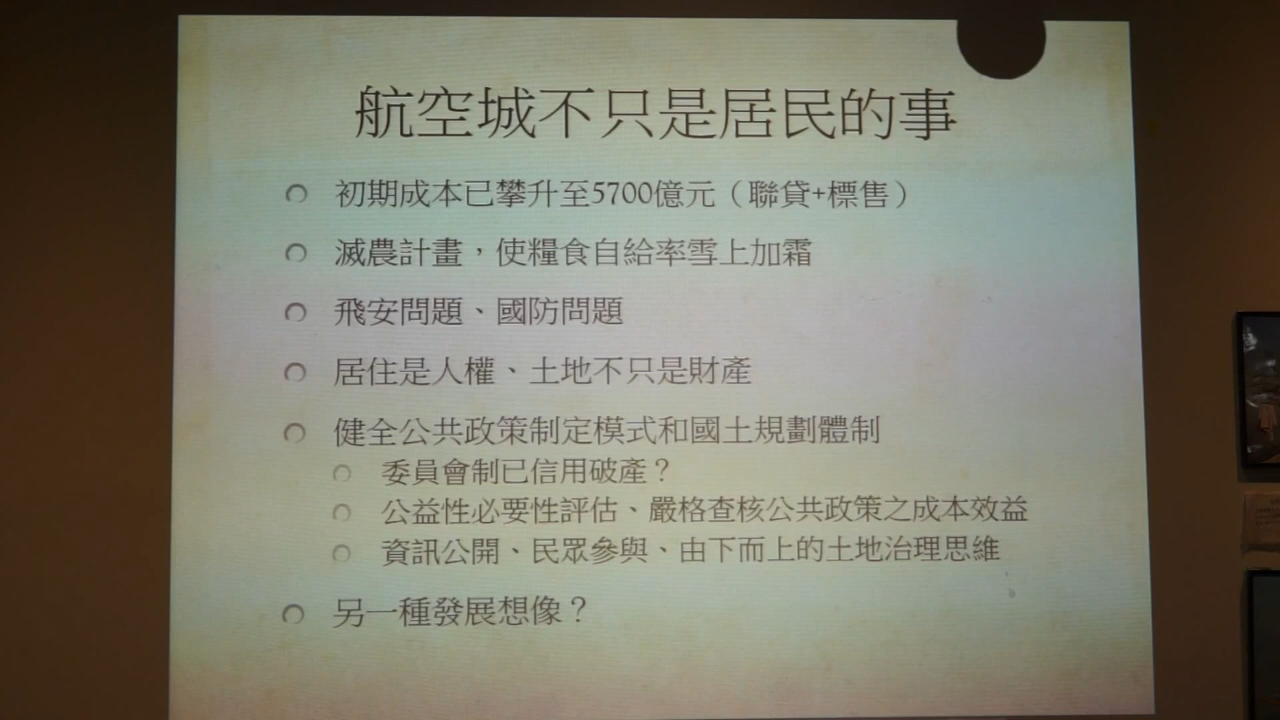 航空城不只是居民的事
初期成本已攀升至5700億元（聯貸+標售）
滅農計畫，使糧食自給率雪上加霜
飛安問題、國防問題
居住是人權、土地不只是財產
健全公共政策制定模式和國土規劃體制
委員會制已信用破產？
公益性必要性評估、嚴格查核公共政策之成本效益
資訊公開、民眾參與、由下而上的土地治理思維
另一種發展想像？